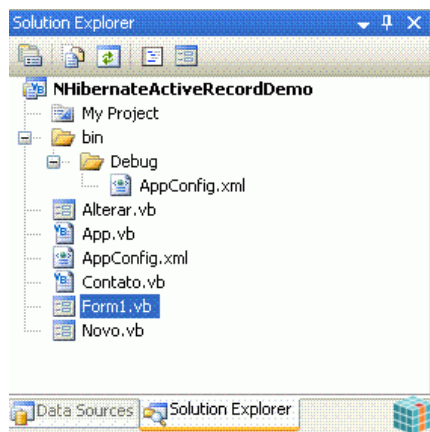 Solution Explorer
NHibernateActiveRecordDemo
My Project
bin
Debug
AppConfig.xml
Alterar.vb
App.vb
AppConfig.xml
Contato.vb
Form1.vb
Novo.vb
Data Sources Solution Explorer